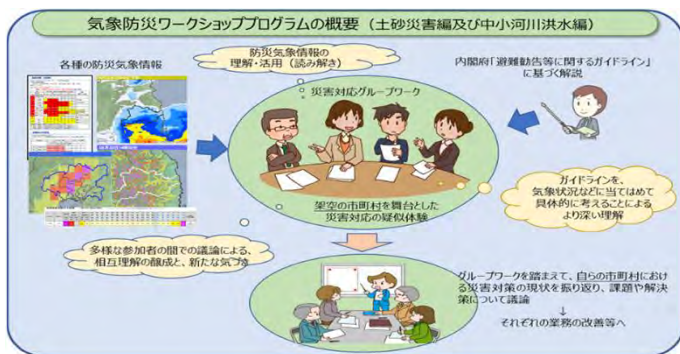 気象防災ワークショッププログラムの概要（土砂災害編及び中小河川洪水編）
各種の防災気象情報
防災気象情報の
理解・活用（読み解き）
災害対応グループワーク
内閣府「避難勧告等に関するガイドライン」
に基づく解説
架空の市町村を舞台とした
災害対応の疑似体験
ガイドラインを、
気象状況などに当てはめて
具体的に考えることによる
より深い理解
多様な参加者の間での議論による、
相互理解の醸成と、新たな気づき
グループワークを踏まえて、自らの市町村におけ
る災害対策の現状を振り返り、課題や解決
策について議論
↓
それぞれの業務の改善等へ